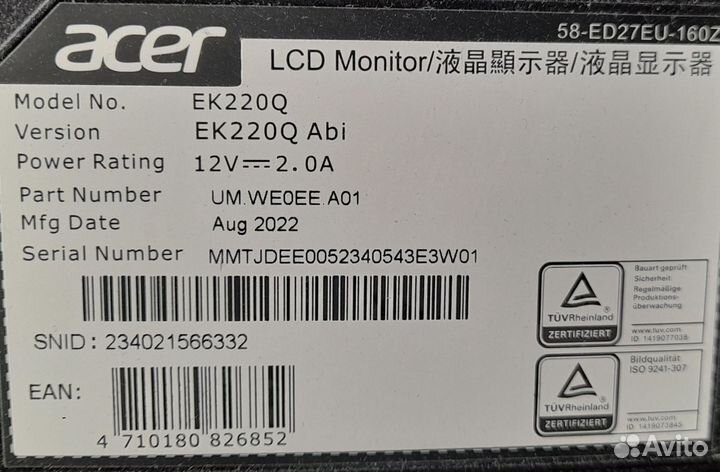 acer
58-ED27EU-160Z
LCD Monitor/液晶顯示器/液晶显示器
Model No. EK220Q
Version EK220Q Abi
Power Rating 12V⎓2.0A
Part Number UM.WE0EE.A01
Mfg Date Aug 2022
Serial Number MMTJDEE0052340543E3W01
SNID : 234021566332
EAN:
4 710180 826852
TÜVRheinland
ZERTIFIZIERT
Bauart geprüft
Sicherheit
Regelmäßige
Produktions-
überwachung
www.tuv.com
ID: 1419077038
TÜVRheinland
ZERTIFIZIERT
Bildqualität
ISO 9241-307
www.tuv.com
ID: 1419073843
Avito